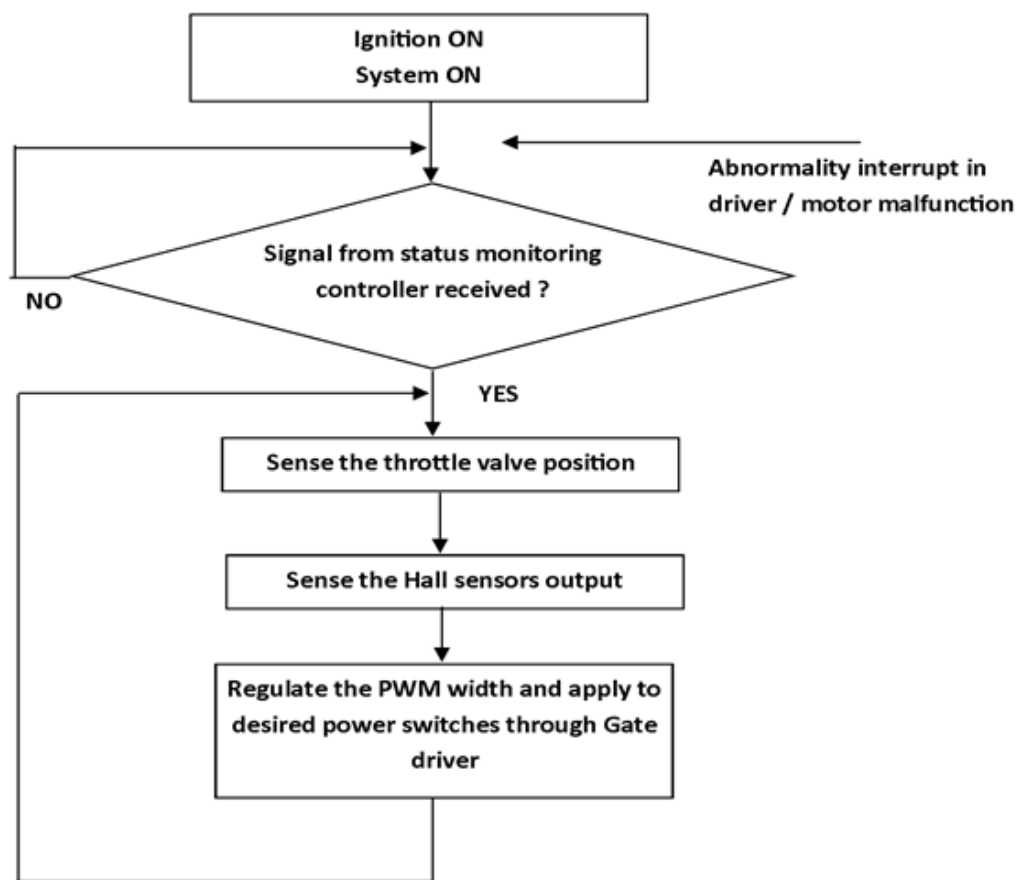 Ignition ON
System ON
Abnormality interrupt in
driver / motor malfunction
Signal from status monitoring
controller received ?
NO
YES
Sense the throttle valve position
Sense the Hall sensors output
Regulate the PWM width and apply to
desired power switches through Gate
driver